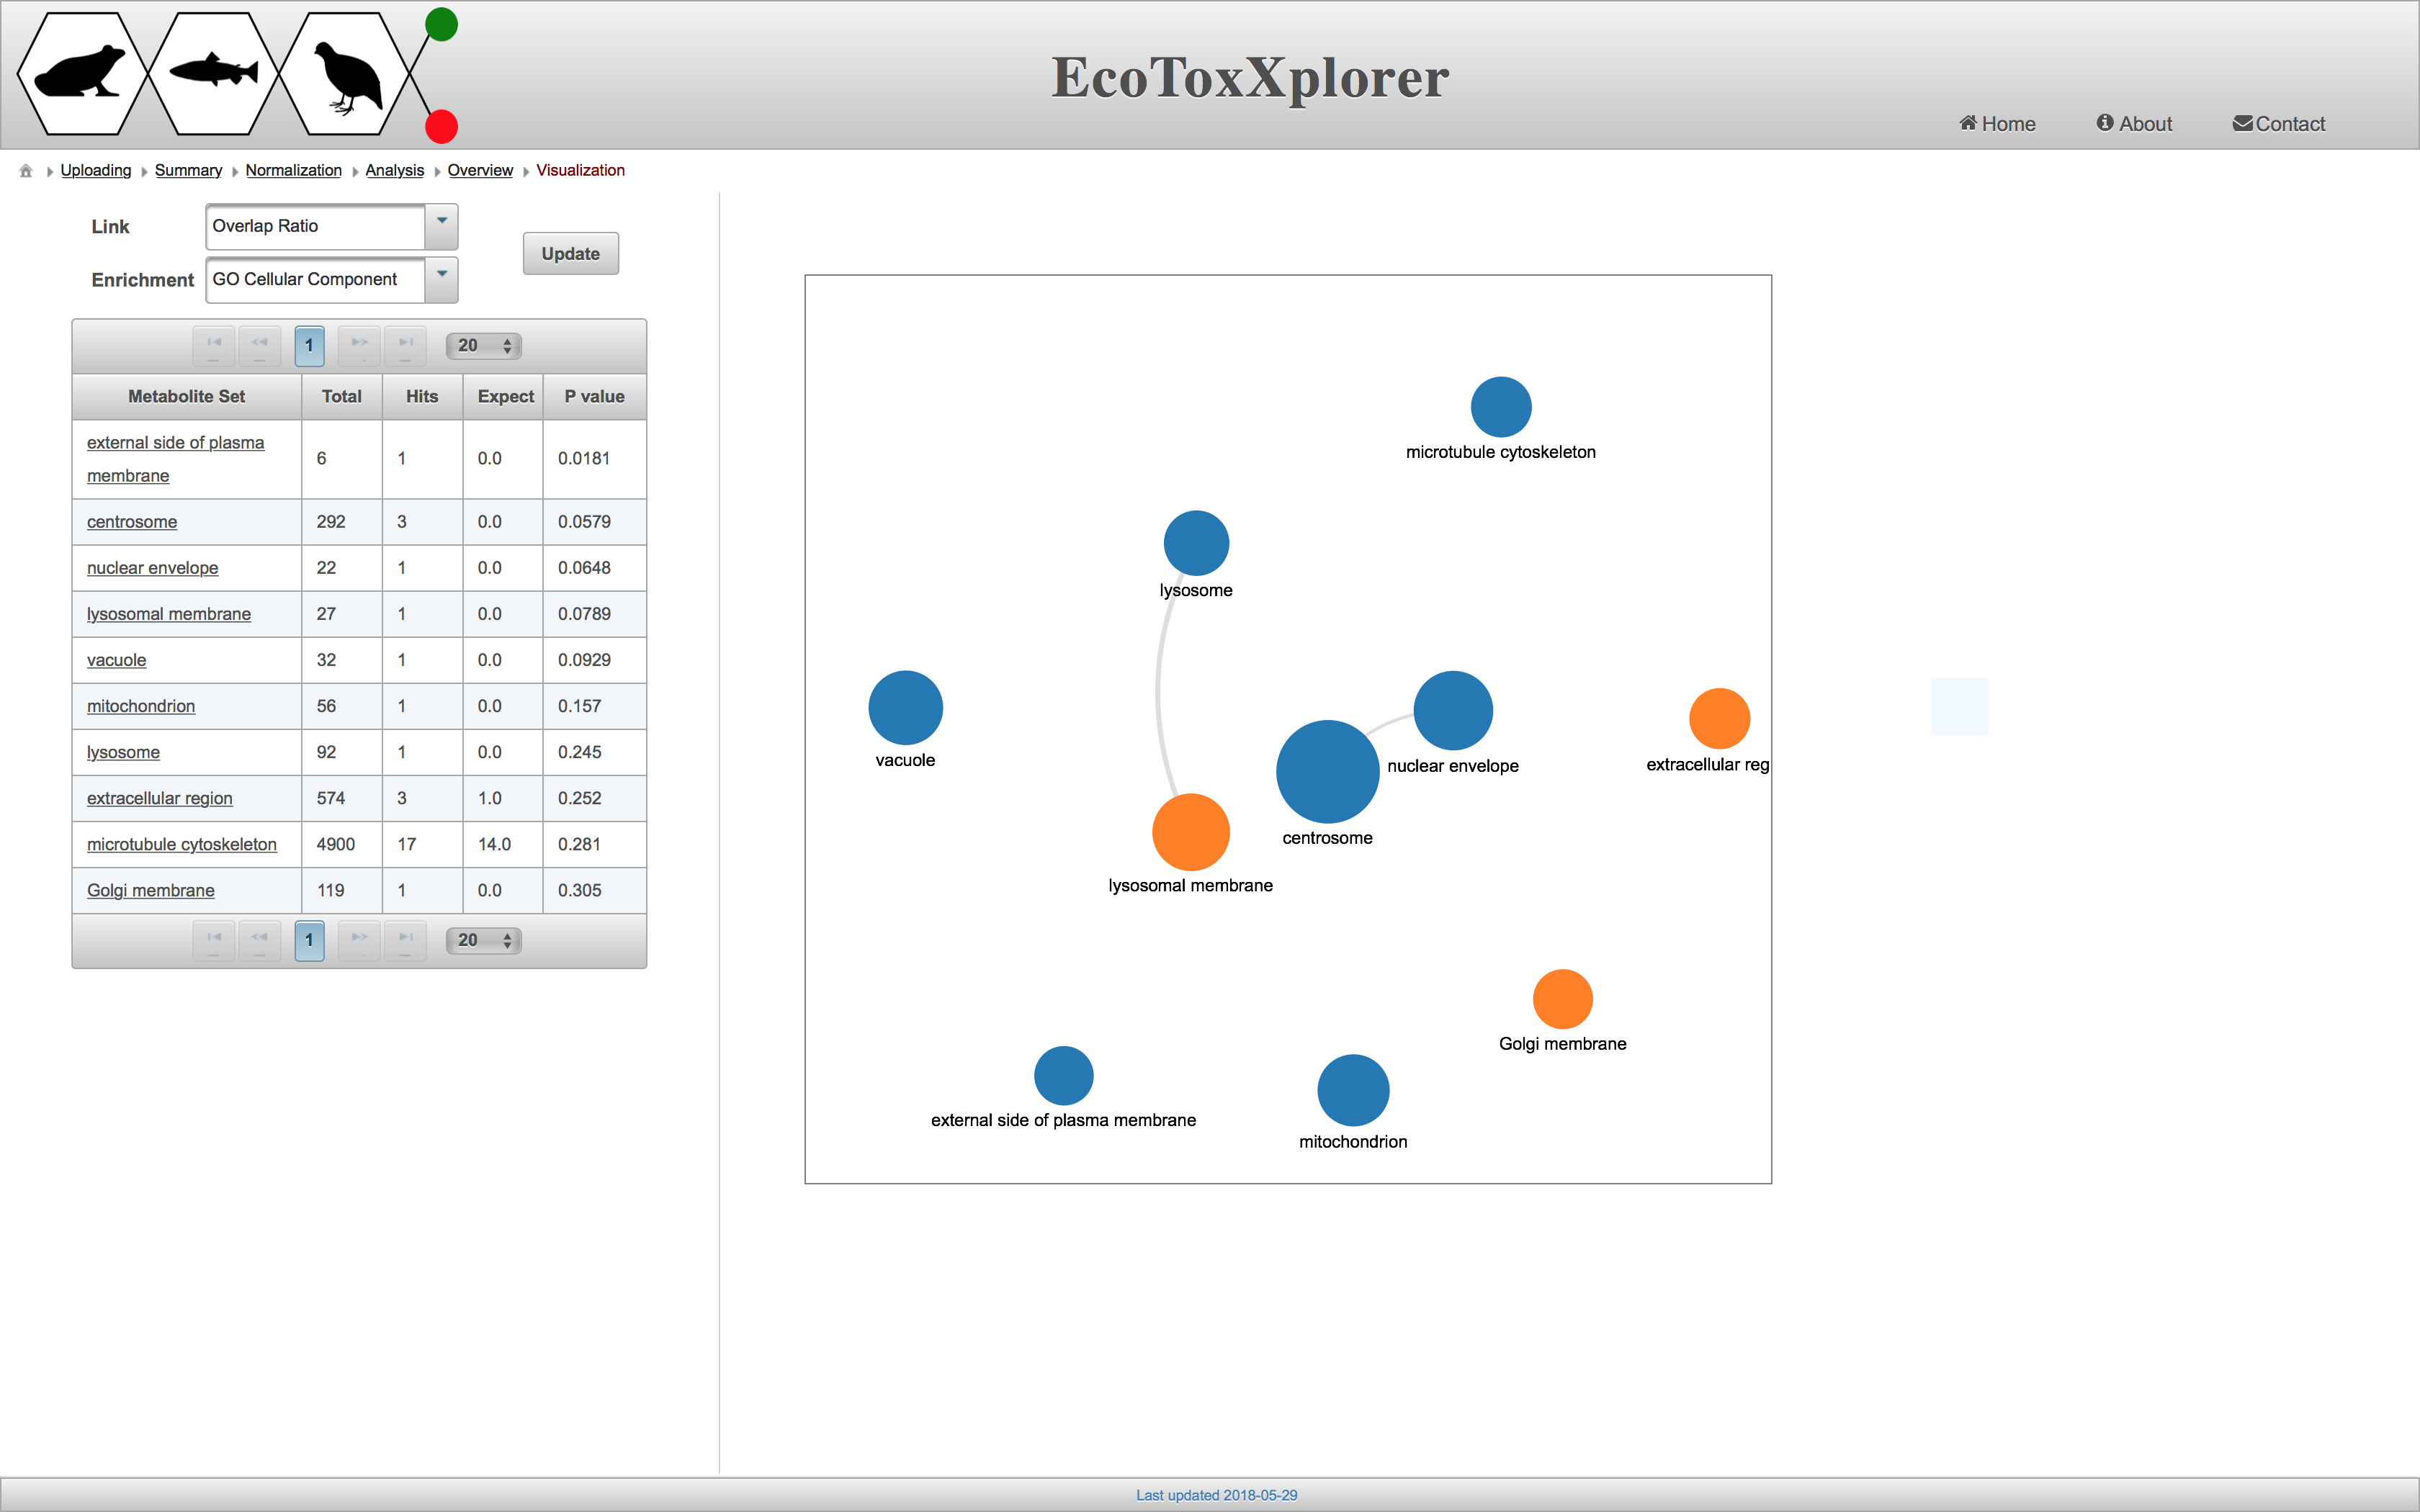 EcoToxXplorer
Home About Contact
Uploading Summary Normalization Analysis Overview Visualization
Link Overlap Ratio
Update
Enrichment GO Cellular Component
1 20
Metabolite Set Total Hits Expect P value
external side of plasma
membrane 6 1 0.0 0.0181
centrosome 292 3 0.0 0.0579
nuclear envelope 22 1 0.0 0.0648
lysosomal membrane 27 1 0.0 0.0789
vacuole 32 1 0.0 0.0929
mitochondrion 56 1 0.0 0.157
lysosome 92 1 0.0 0.245
extracellular region 574 3 1.0 0.252
microtubule cytoskeleton 4900 17 14.0 0.281
Golgi membrane 119 1 0.0 0.305
1 20
microtubule cytoskeleton
lysosome
vacuole
nuclear envelope
extracellular reg
centrosome
lysosomal membrane
Golgi membrane
external side of plasma membrane
mitochondrion
Last updated 2018-05-29